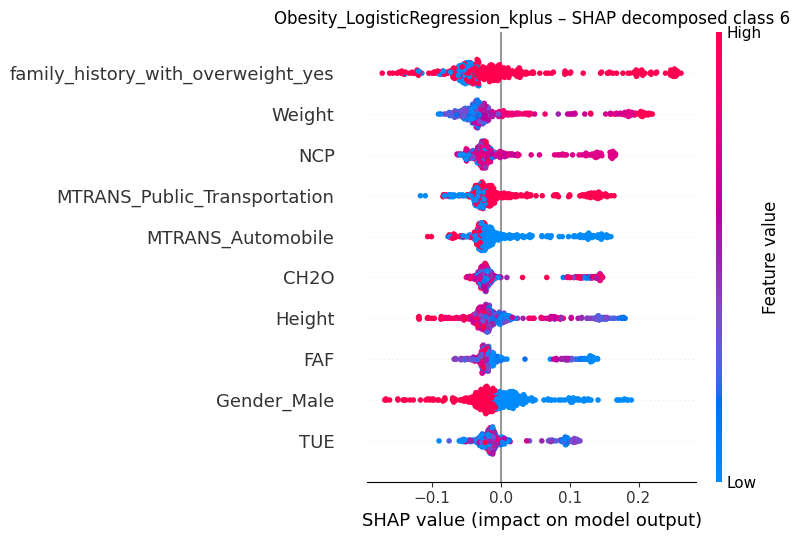 Obesity_LogisticRegression_kplus – SHAP decomposed class 6
High
family_history_with_overweight_yes
Weight
NCP
MTRANS_Public_Transportation
MTRANS_Automobile
CH2O
Height
FAF
Gender_Male
TUE
Feature value
Low
−0.1 0.0 0.1 0.2
SHAP value (impact on model output)